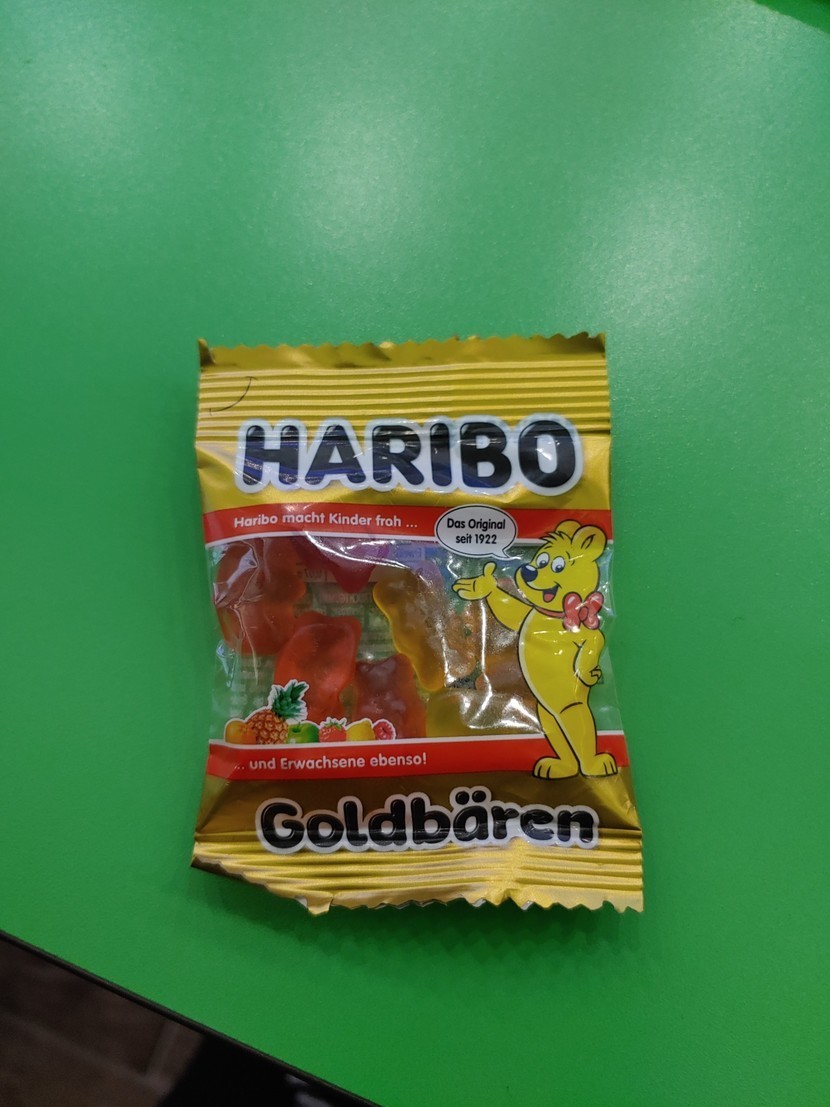 HARIBO
Haribo macht Kinder froh ...
Das Original
seit 1922
... und Erwachsene ebenso!
Goldbären